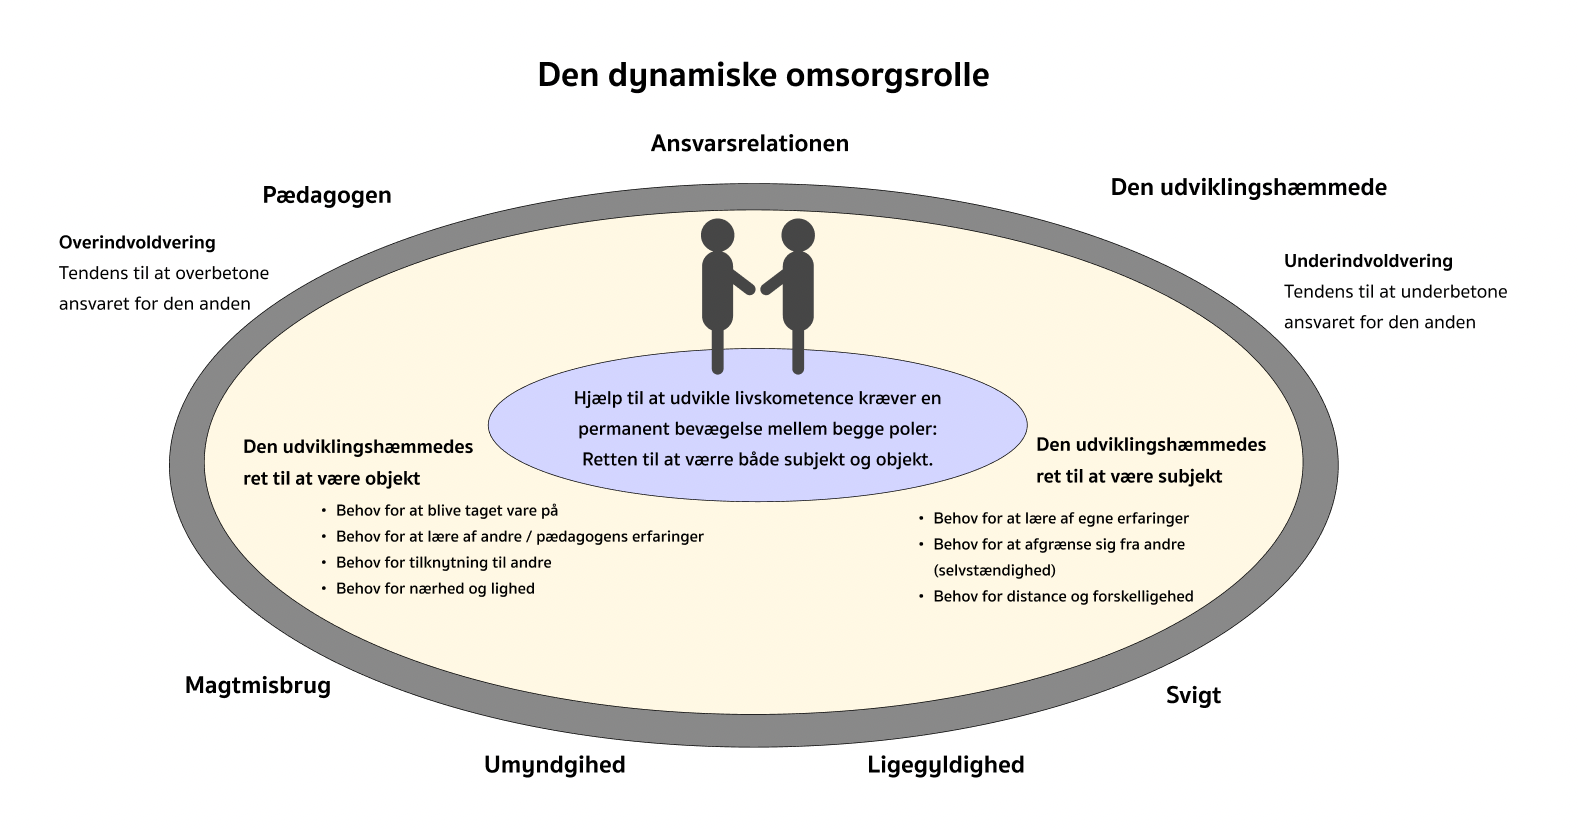 Den dynamiske omsorgsrolle
Ansvarsrelationen
Pædagogen
Den udviklingshæmmede
Overindvoldvering
Tendens til at overbetone
ansvaret for den anden
Underindvoldvering
Tendens til at underbetone
ansvaret for den anden
Hjælp til at udvikle livskometence kræver en
permanent bevægelse mellem begge poler:
Retten til at værre både subjekt og objekt.
Den udviklingshæmmedes
ret til at være objekt
• Behov for at blive taget vare på
• Behov for at lære af andre / pædagogens erfaringer
• Behov for tilknytning til andre
• Behov for nærhed og lighed
Den udviklingshæmmedes
ret til at være subjekt
• Behov for at lære af egne erfaringer
• Behov for at afgrænse sig fra andre
(selvstændighed)
• Behov for distance og forskelligehed
Magtmisbrug
Svigt
Umyndgihed
Ligegyldighed